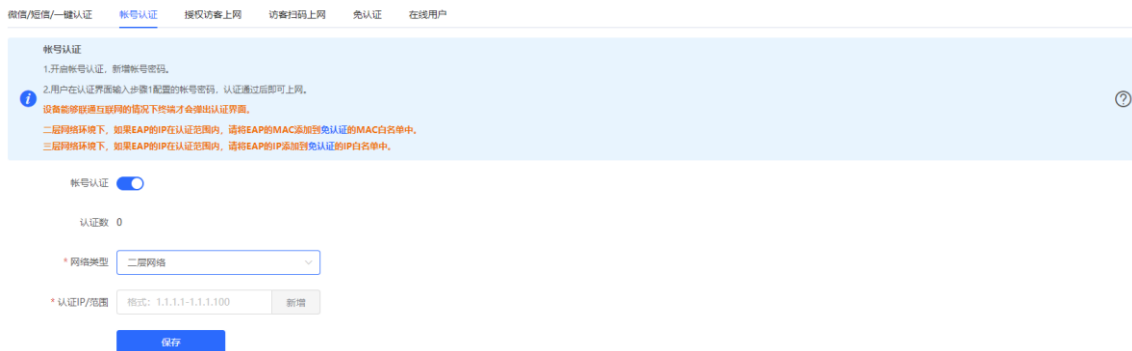 微信/短信/一键认证 帐号认证 授权访客上网 访客扫码上网 免认证 在线用户
帐号认证
1.开启帐号认证，新增帐号密码。
2.用户在认证界面输入步骤1配置的帐号密码，认证通过后即可上网。
设备能够联通互联网的情况下终端才会弹出认证界面。
二层网络环境下，如果EAP的IP在认证范围内，请将EAP的MAC添加到免认证的MAC白名单中。
三层网络环境下，如果EAP的IP在认证范围内，请将EAP的IP添加到免认证的IP白名单中。
帐号认证
认证数 0
* 网络类型 二层网络
* 认证IP/范围 格式：1.1.1.1-1.1.1.100 新增
保存